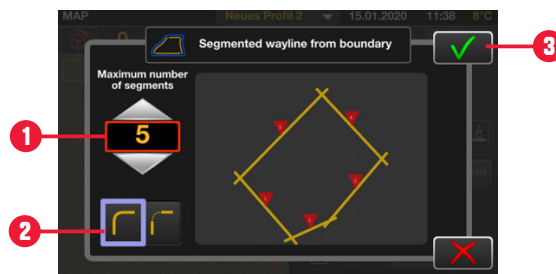 MAP Neues Profil 2 15.01.2020 11:38 8°C
Segmented wayline from boundary
3
Maximum number
of segments
1
5
2